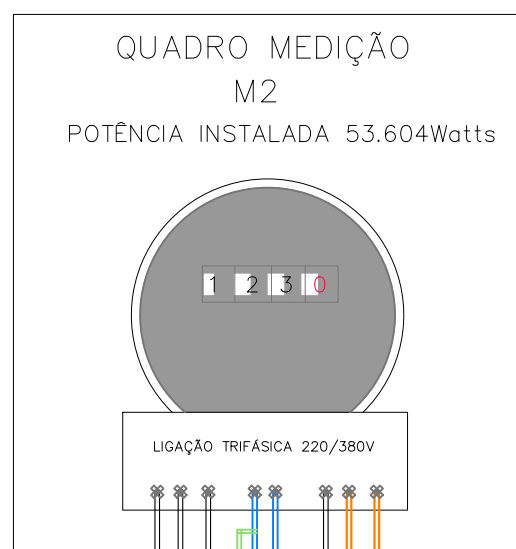 QUADRO MEDIÇÃO
M2
POTÊNCIA INSTALADA 53.604Watts
1 2 3 0
LIGAÇÃO TRIFÁSICA 220/380V